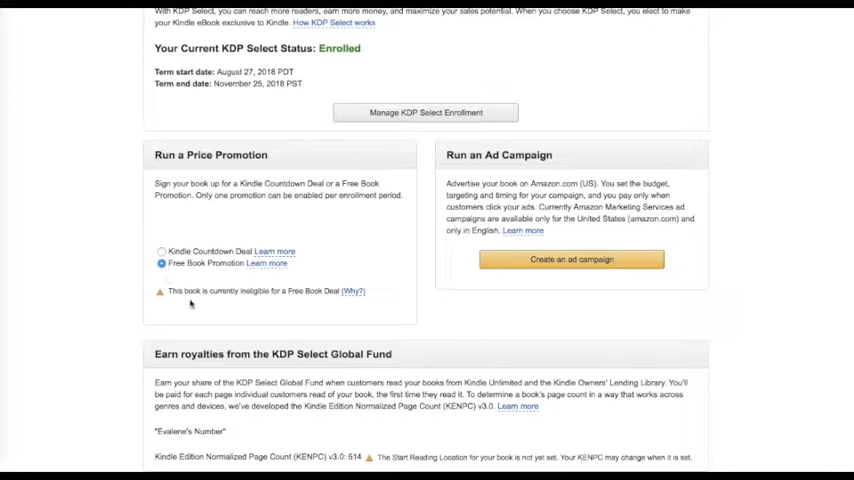 With KDP Select, you can reach more readers, earn more money, and maximize your sales potential. When you choose KDP Select, you elect to make
your Kindle eBook exclusive to Kindle. How KDP Select works
Your Current KDP Select Status: Enrolled
Term start date: August 27, 2018 PDT
Term end date: November 25, 2018 PST
Manage KDP Select Enrollment
Run a Price Promotion
Sign your book up for a Kindle Countdown Deal or a Free Book
Promotion. Only one promotion can be enabled per enrollment period.
Kindle Countdown Deal Learn more
Free Book Promotion Learn more
This book is currently ineligible for a Free Book Deal (Why?)
Run an Ad Campaign
Advertise your book on Amazon.com (US). You set the budget,
targeting and timing for your campaign, and you pay only when
customers click your ads. Currently Amazon Marketing Services ad
campaigns are available only for the United States (amazon.com) and
only in English. Learn more
Create an ad campaign
Earn royalties from the KDP Select Global Fund
Earn your share of the KDP Select Global Fund when customers read your books from Kindle Unlimited and the Kindle Owners' Lending Library. You'll
be paid for each page individual customers read of your book, the first time they read it. To determine a book's page count in a way that works across
genres and devices, we've developed the Kindle Edition Normalized Page Count (KENPC) v3.0. Learn more
"Evalene's Number"
Kindle Edition Normalized Page Count (KENPC) v3.0: 514 The Start Reading Location for your book is not yet set. Your KENPC may change when it is set.